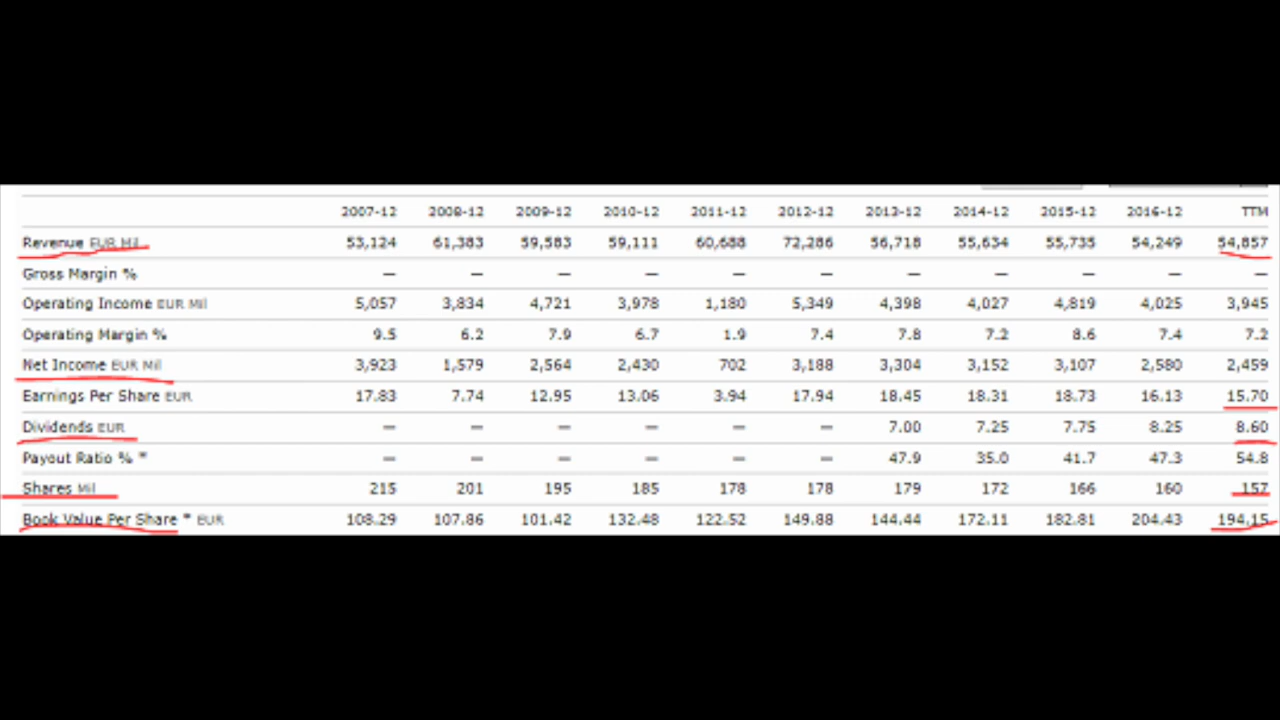 2007-12 2008-12 2009-12 2010-12 2011-12 2012-12 2013-12 2014-12 2015-12 2016-12 TTM
Revenue EUR Mil 53,124 61,383 59,583 59,111 60,688 72,286 56,718 55,634 55,735 54,249 54,857
Gross Margin % — — — — — — — — — — —
Operating Income EUR Mil 5,057 3,834 4,721 3,978 1,180 5,349 4,398 4,027 4,819 4,025 3,945
Operating Margin % 9.5 6.2 7.9 6.7 1.9 7.4 7.8 7.2 8.6 7.4 7.2
Net Income EUR Mil 3,923 1,579 2,564 2,430 702 3,188 3,304 3,152 3,107 2,580 2,459
Earnings Per Share EUR 17.83 7.74 12.95 13.06 3.94 17.94 18.45 18.31 18.73 16.13 15.70
Dividends EUR — — — — — — 7.00 7.25 7.75 8.25 8.60
Payout Ratio % * — — — — — — 47.9 35.0 41.7 47.3 54.8
Shares Mil 215 201 195 185 178 178 179 172 166 160 157
Book Value Per Share * EUR 108.29 107.86 101.42 132.48 122.52 149.88 144.44 172.11 182.81 204.43 194.15